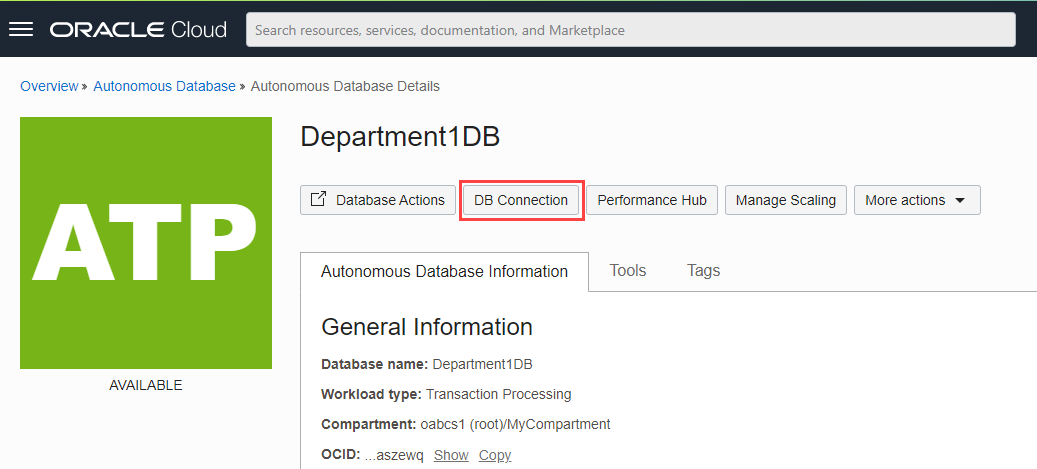 ORACLE Cloud Search resources, services, documentation, and Marketplace
Overview » Autonomous Database » Autonomous Database Details
ATP
AVAILABLE
Department1DB
Database Actions DB Connection Performance Hub Manage Scaling More actions
Autonomous Database Information Tools Tags
General Information
Database name: Department1DB
Workload type: Transaction Processing
Compartment: oabcs1 (root)/MyCompartment
OCID: ...aszewq Show Copy